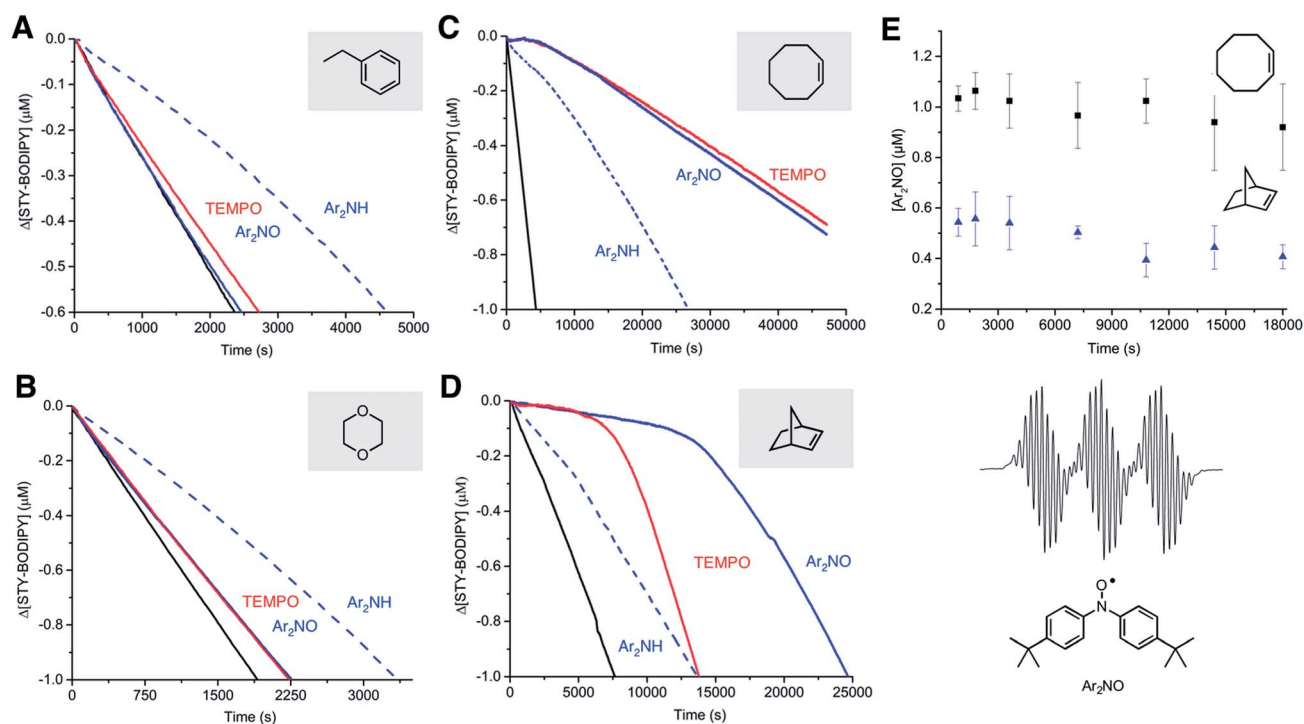 A
0.0
-0.1
-0.2
-0.3
-0.4
-0.5
-0.6
Δ[STY-BODIPY] (µM)
TEMPO
Ar₂NO
Ar₂NH
0 1000 2000 3000 4000 5000
Time (s)
B
0.0
-0.2
-0.4
-0.6
-0.8
-1.0
Δ[STY-BODIPY] (µM)
O
O
TEMPO
Ar₂NO
Ar₂NH
0 750 1500 2250 3000
Time (s)
C
0.0
-0.2
-0.4
-0.6
-0.8
-1.0
Δ[STY-BODIPY] (µM)
Ar₂NO
TEMPO
Ar₂NH
0 10000 20000 30000 40000 50000
Time (s)
D
0.0
-0.2
-0.4
-0.6
-0.8
-1.0
Δ[STY-BODIPY] (µM)
TEMPO
Ar₂NO
Ar₂NH
0 5000 10000 15000 20000 25000
Time (s)
E
1.2
1.0
0.8
0.6
0.4
0.2
[Ar₂NO] (µM)
0 3000 6000 9000 12000 15000 18000
Time (s)
O •
N
Ar₂NO